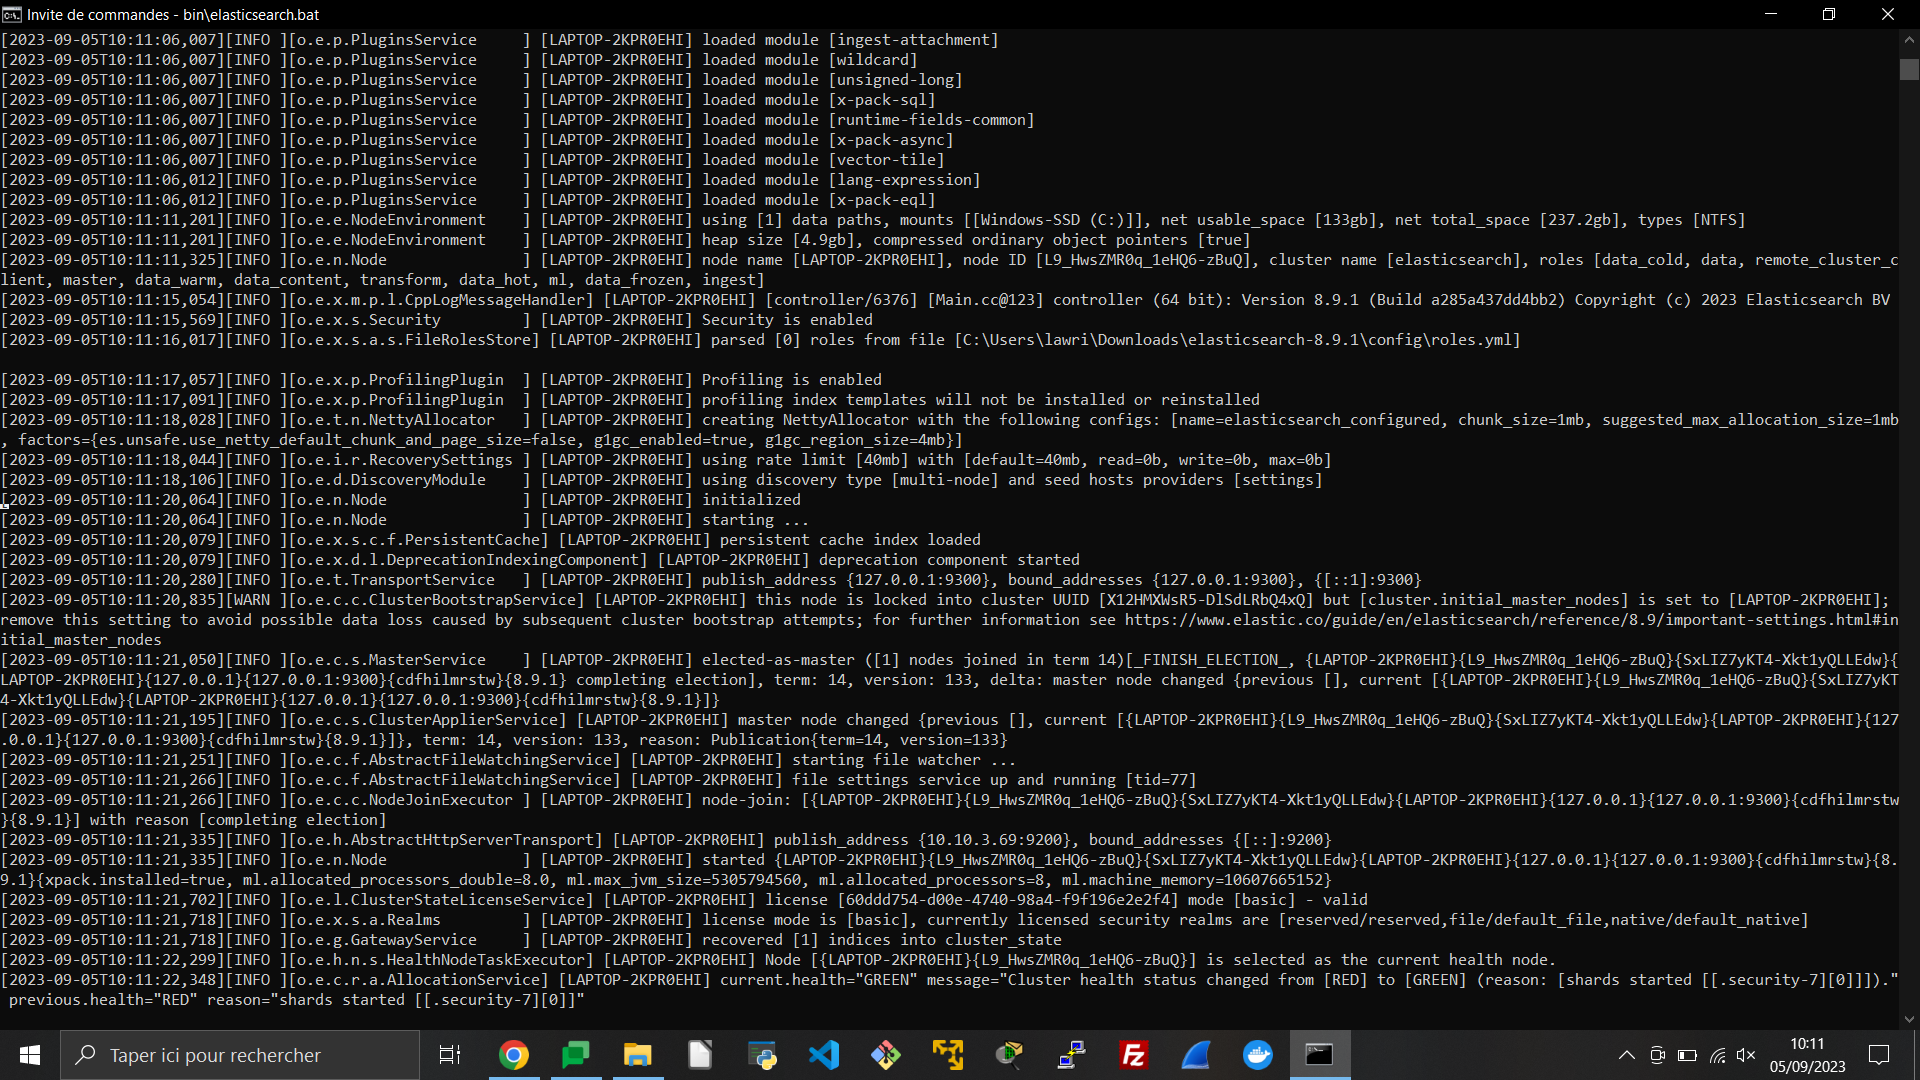 Invite de commandes - bin\elasticsearch.bat
[2023-09-05T10:11:06,007][INFO ][o.e.p.PluginsService     ] [LAPTOP-2KPR0EHI] loaded module [ingest-attachment]
[2023-09-05T10:11:06,007][INFO ][o.e.p.PluginsService     ] [LAPTOP-2KPR0EHI] loaded module [wildcard]
[2023-09-05T10:11:06,007][INFO ][o.e.p.PluginsService     ] [LAPTOP-2KPR0EHI] loaded module [unsigned-long]
[2023-09-05T10:11:06,007][INFO ][o.e.p.PluginsService     ] [LAPTOP-2KPR0EHI] loaded module [x-pack-sql]
[2023-09-05T10:11:06,007][INFO ][o.e.p.PluginsService     ] [LAPTOP-2KPR0EHI] loaded module [runtime-fields-common]
[2023-09-05T10:11:06,007][INFO ][o.e.p.PluginsService     ] [LAPTOP-2KPR0EHI] loaded module [x-pack-async]
[2023-09-05T10:11:06,007][INFO ][o.e.p.PluginsService     ] [LAPTOP-2KPR0EHI] loaded module [vector-tile]
[2023-09-05T10:11:06,012][INFO ][o.e.p.PluginsService     ] [LAPTOP-2KPR0EHI] loaded module [lang-expression]
[2023-09-05T10:11:06,012][INFO ][o.e.p.PluginsService     ] [LAPTOP-2KPR0EHI] loaded module [x-pack-eql]
[2023-09-05T10:11:11,201][INFO ][o.e.e.NodeEnvironment    ] [LAPTOP-2KPR0EHI] using [1] data paths, mounts [[Windows-SSD (C:)]], net usable_space [133gb], net total_space [237.2gb], types [NTFS]
[2023-09-05T10:11:11,201][INFO ][o.e.e.NodeEnvironment    ] [LAPTOP-2KPR0EHI] heap size [4.9gb], compressed ordinary object pointers [true]
[2023-09-05T10:11:11,325][INFO ][o.e.n.Node               ] [LAPTOP-2KPR0EHI] node name [LAPTOP-2KPR0EHI], node ID [L9_HwsZMR0q_1eHQ6-zBuQ], cluster name [elasticsearch], roles [data_cold, data, remote_cluster_c
lient, master, data_warm, data_content, transform, data_hot, ml, data_frozen, ingest]
[2023-09-05T10:11:15,054][INFO ][o.e.x.m.p.l.CppLogMessageHandler] [LAPTOP-2KPR0EHI] [controller/6376] [Main.cc@123] controller (64 bit): Version 8.9.1 (Build a285a437dd4bb2) Copyright (c) 2023 Elasticsearch BV
[2023-09-05T10:11:15,569][INFO ][o.e.x.s.Security         ] [LAPTOP-2KPR0EHI] Security is enabled
[2023-09-05T10:11:16,017][INFO ][o.e.x.s.a.s.FileRolesStore] [LAPTOP-2KPR0EHI] parsed [0] roles from file [C:\Users\lawri\Downloads\elasticsearch-8.9.1\config\roles.yml]
[2023-09-05T10:11:17,057][INFO ][o.e.x.p.ProfilingPlugin  ] [LAPTOP-2KPR0EHI] Profiling is enabled
[2023-09-05T10:11:17,091][INFO ][o.e.x.p.ProfilingPlugin  ] [LAPTOP-2KPR0EHI] profiling index templates will not be installed or reinstalled
[2023-09-05T10:11:18,028][INFO ][o.e.t.n.NettyAllocator   ] [LAPTOP-2KPR0EHI] creating NettyAllocator with the following configs: [name=elasticsearch_configured, chunk_size=1mb, suggested_max_allocation_size=1mb
, factors={es.unsafe.use_netty_default_chunk_and_page_size=false, g1gc_enabled=true, g1gc_region_size=4mb}]
[2023-09-05T10:11:18,044][INFO ][o.e.i.r.RecoverySettings ] [LAPTOP-2KPR0EHI] using rate limit [40mb] with [default=40mb, read=0b, write=0b, max=0b]
[2023-09-05T10:11:18,106][INFO ][o.e.d.DiscoveryModule    ] [LAPTOP-2KPR0EHI] using discovery type [multi-node] and seed hosts providers [settings]
[2023-09-05T10:11:20,064][INFO ][o.e.n.Node               ] [LAPTOP-2KPR0EHI] initialized
[2023-09-05T10:11:20,064][INFO ][o.e.n.Node               ] [LAPTOP-2KPR0EHI] starting ...
[2023-09-05T10:11:20,079][INFO ][o.e.x.s.c.f.PersistentCache] [LAPTOP-2KPR0EHI] persistent cache index loaded
[2023-09-05T10:11:20,079][INFO ][o.e.x.d.l.DeprecationIndexingComponent] [LAPTOP-2KPR0EHI] deprecation component started
[2023-09-05T10:11:20,280][INFO ][o.e.t.TransportService   ] [LAPTOP-2KPR0EHI] publish_address {127.0.0.1:9300}, bound_addresses {127.0.0.1:9300}, {[::1]:9300}
[2023-09-05T10:11:20,835][WARN ][o.e.c.c.ClusterBootstrapService] [LAPTOP-2KPR0EHI] this node is locked into cluster UUID [X12HMXWsR5-DlSdLRbQ4xQ] but [cluster.initial_master_nodes] is set to [LAPTOP-2KPR0EHI];
remove this setting to avoid possible data loss caused by subsequent cluster bootstrap attempts; for further information see https://www.elastic.co/guide/en/elasticsearch/reference/8.9/important-settings.html#in
itial_master_nodes
[2023-09-05T10:11:21,050][INFO ][o.e.c.s.MasterService    ] [LAPTOP-2KPR0EHI] elected-as-master ([1] nodes joined in term 14)[_FINISH_ELECTION_, {LAPTOP-2KPR0EHI}{L9_HwsZMR0q_1eHQ6-zBuQ}{SxLIZ7yKT4-Xkt1yQLLEdw}{
LAPTOP-2KPR0EHI}{127.0.0.1}{127.0.0.1:9300}{cdfhilmrstw}{8.9.1} completing election], term: 14, version: 133, delta: master node changed {previous [], current [{LAPTOP-2KPR0EHI}{L9_HwsZMR0q_1eHQ6-zBuQ}{SxLIZ7yKT
4-Xkt1yQLLEdw}{LAPTOP-2KPR0EHI}{127.0.0.1}{127.0.0.1:9300}{cdfhilmrstw}{8.9.1}]}
[2023-09-05T10:11:21,195][INFO ][o.e.c.s.ClusterApplierService] [LAPTOP-2KPR0EHI] master node changed {previous [], current [{LAPTOP-2KPR0EHI}{L9_HwsZMR0q_1eHQ6-zBuQ}{SxLIZ7yKT4-Xkt1yQLLEdw}{LAPTOP-2KPR0EHI}{127
.0.0.1}{127.0.0.1:9300}{cdfhilmrstw}{8.9.1}]}, term: 14, version: 133, reason: Publication{term=14, version=133}
[2023-09-05T10:11:21,251][INFO ][o.e.c.f.AbstractFileWatchingService] [LAPTOP-2KPR0EHI] starting file watcher ...
[2023-09-05T10:11:21,266][INFO ][o.e.c.f.AbstractFileWatchingService] [LAPTOP-2KPR0EHI] file settings service up and running [tid=77]
[2023-09-05T10:11:21,266][INFO ][o.e.c.c.NodeJoinExecutor ] [LAPTOP-2KPR0EHI] node-join: [{LAPTOP-2KPR0EHI}{L9_HwsZMR0q_1eHQ6-zBuQ}{SxLIZ7yKT4-Xkt1yQLLEdw}{LAPTOP-2KPR0EHI}{127.0.0.1}{127.0.0.1:9300}{cdfhilmrstw
}{8.9.1}] with reason [completing election]
[2023-09-05T10:11:21,335][INFO ][o.e.h.AbstractHttpServerTransport] [LAPTOP-2KPR0EHI] publish_address {10.10.3.69:9200}, bound_addresses {[::]:9200}
[2023-09-05T10:11:21,335][INFO ][o.e.n.Node               ] [LAPTOP-2KPR0EHI] started {LAPTOP-2KPR0EHI}{L9_HwsZMR0q_1eHQ6-zBuQ}{SxLIZ7yKT4-Xkt1yQLLEdw}{LAPTOP-2KPR0EHI}{127.0.0.1}{127.0.0.1:9300}{cdfhilmrstw}{8.
9.1}{xpack.installed=true, ml.allocated_processors_double=8.0, ml.max_jvm_size=5305794560, ml.allocated_processors=8, ml.machine_memory=10607665152}
[2023-09-05T10:11:21,702][INFO ][o.e.l.ClusterStateLicenseService] [LAPTOP-2KPR0EHI] license [60ddd754-d00e-4740-98a4-f9f196e2e2f4] mode [basic] - valid
[2023-09-05T10:11:21,718][INFO ][o.e.x.s.a.Realms         ] [LAPTOP-2KPR0EHI] license mode is [basic], currently licensed security realms are [reserved/reserved,file/default_file,native/default_native]
[2023-09-05T10:11:21,718][INFO ][o.e.g.GatewayService     ] [LAPTOP-2KPR0EHI] recovered [1] indices into cluster_state
[2023-09-05T10:11:22,299][INFO ][o.e.h.n.s.HealthNodeTaskExecutor] [LAPTOP-2KPR0EHI] Node [{LAPTOP-2KPR0EHI}{L9_HwsZMR0q_1eHQ6-zBuQ}] is selected as the current health node.
[2023-09-05T10:11:22,348][INFO ][o.e.c.r.a.AllocationService] [LAPTOP-2KPR0EHI] current.health="GREEN" message="Cluster health status changed from [RED] to [GREEN] (reason: [shards started [[.security-7][0]]])."
previous.health="RED" reason="shards started [[.security-7][0]]"
Taper ici pour rechercher
10:11
05/09/2023